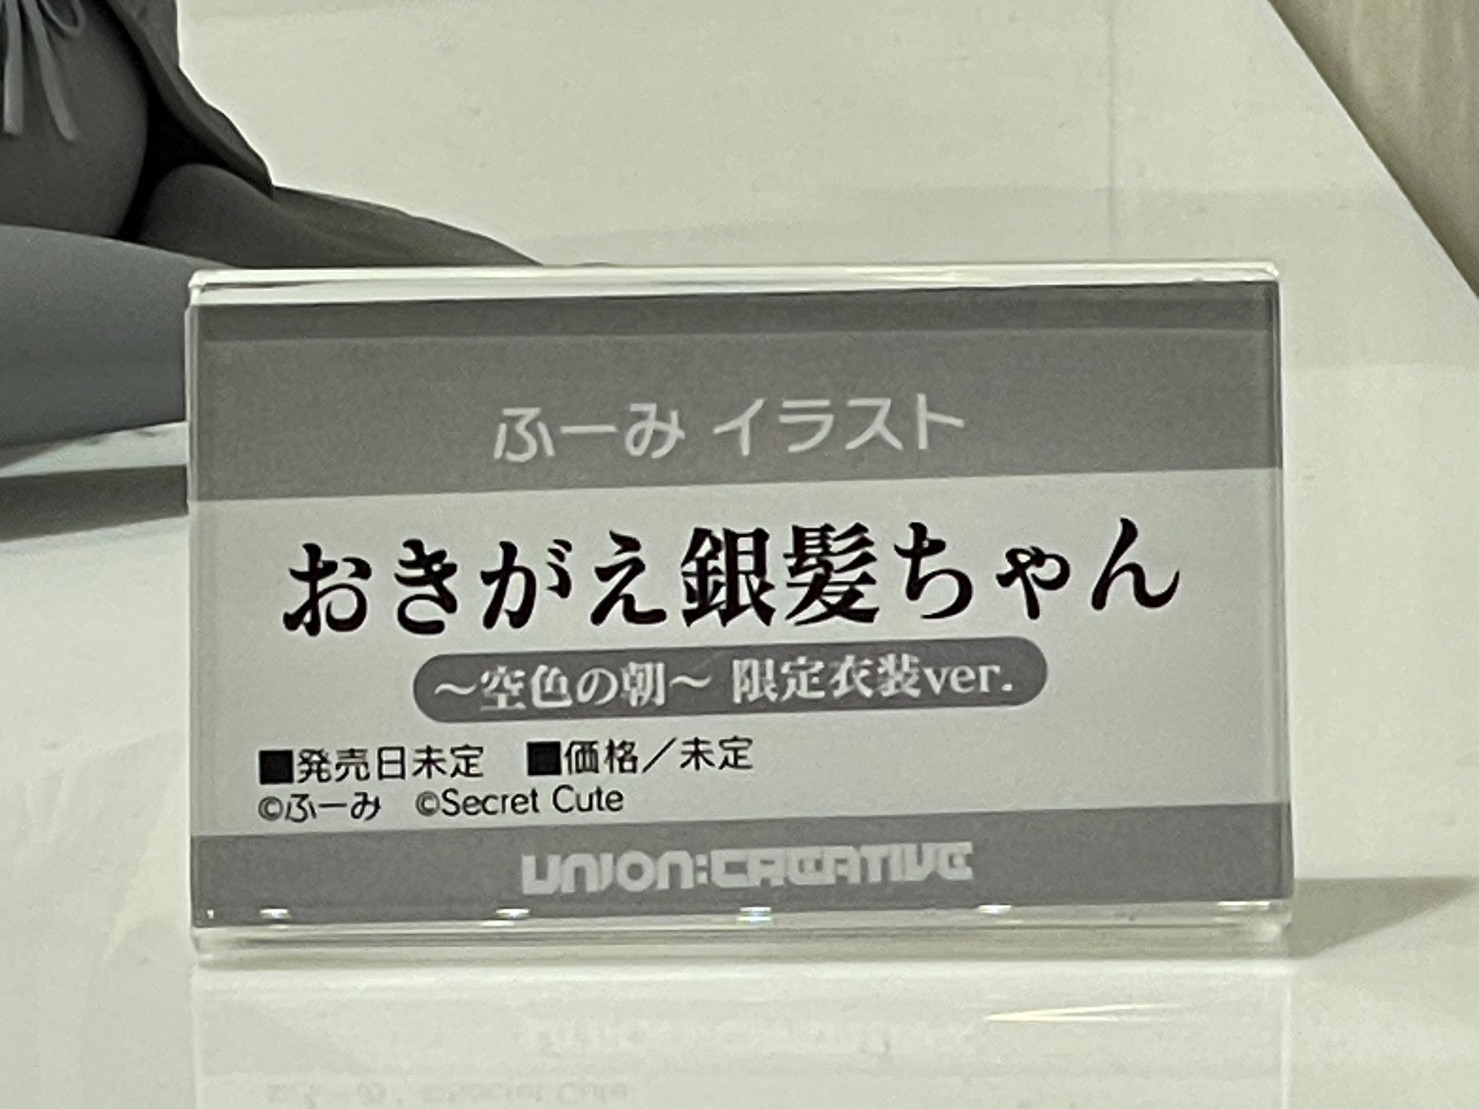 ふーみ イラスト
おきがえ銀髪ちゃん
～空色の朝～ 限定衣装ver.
■発売日未定　■価格／未定
©ふーみ　©Secret Cute
UNION:CREATIVE